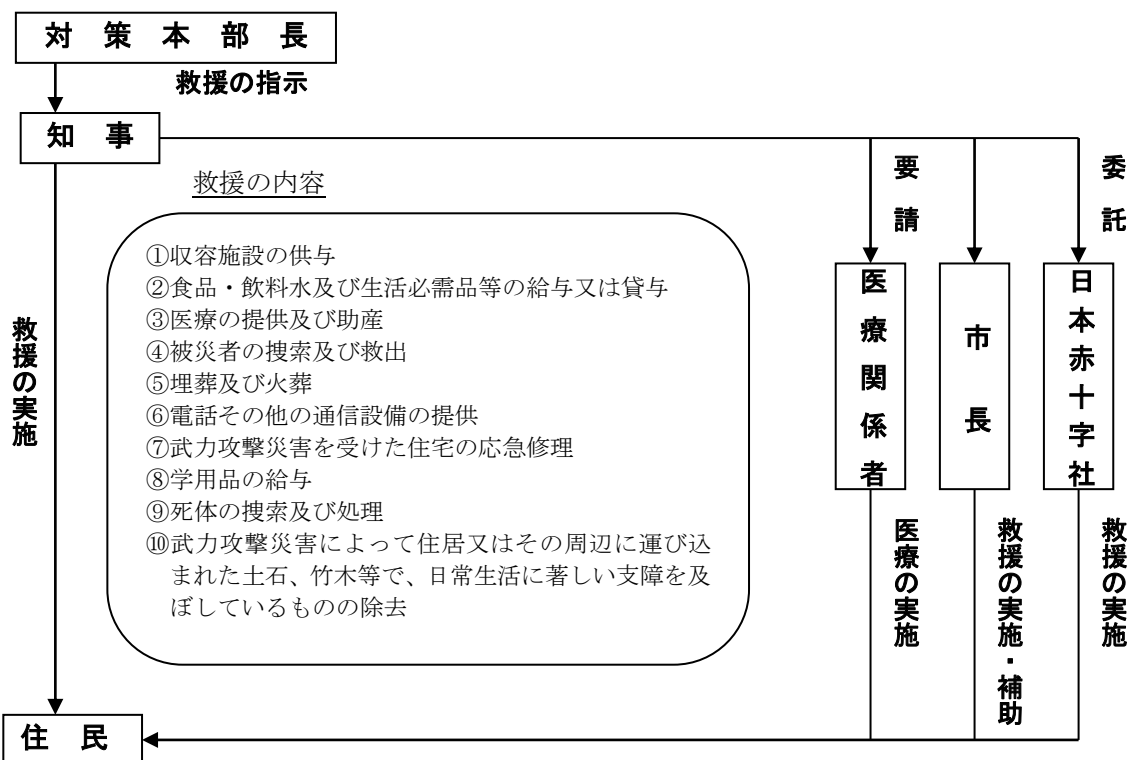 対策本部長
救援の指示
知事
救援の内容
①収容施設の供与
②食品・飲料水及び生活必需品等の給与又は貸与
③医療の提供及び助産
④被災者の捜索及び救出
⑤埋葬及び火葬
⑥電話その他の通信設備の提供
⑦武力攻撃災害を受けた住宅の応急修理
⑧学用品の給与
⑨死体の捜索及び処理
⑩武力攻撃災害によって住居又はその周辺に運び込
まれた土石、竹木等で、日常生活に著しい支障を及
ぼしているものの除去
救援の実施
要請
委託
医療関係者
市長
日本赤十字社
医療の実施
救援の実施・補助
救援の実施
住民